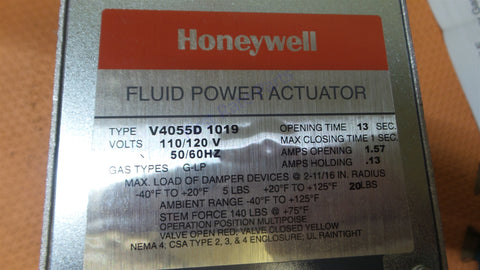 Honeywell
FLUID POWER ACTUATOR
TYPE V4055D 1019 OPENING TIME 13 SEC.
VOLTS 110/120 V MAX CLOSING TIME 1 SEC.
50/60HZ AMPS OPENING 1.57
GAS TYPES G-LP AMPS HOLDING .13
MAX. LOAD OF DAMPER DEVICES @ 2-11/16 IN. RADIUS
-40°F TO +20°F 5 LBS +20°F TO +125°F 20LBS
AMBIENT RANGE -40°F TO +125°F
STEM FORCE 140 LBS @ +75°F
OPERATION POSITION MULTIPOISE
VALVE OPEN RED; VALVE CLOSED YELLOW
NEMA 4; CSA TYPE 2, 3, & 4 ENCLOSURE; UL RAINTIGHT